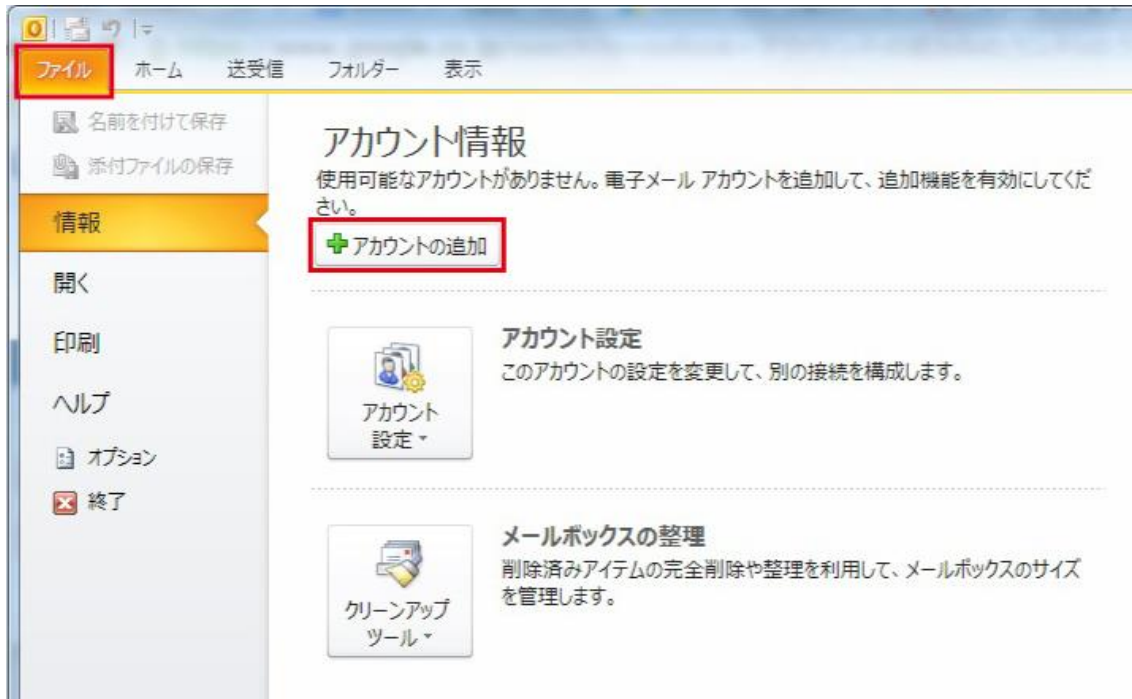 ファイル ホーム 送受信 フォルダー 表示
名前を付けて保存
添付ファイルの保存
情報
開く
印刷
ヘルプ
オプション
終了
アカウント情報
使用可能なアカウントがありません。電子メール アカウントを追加して、追加機能を有効にしてくだ
さい。
アカウントの追加
アカウント
設定
アカウント設定
このアカウントの設定を変更して、別の接続を構成します。
クリーンアップ
ツール
メールボックスの整理
削除済みアイテムの完全削除や整理を利用して、メールボックスのサイズ
を管理します。